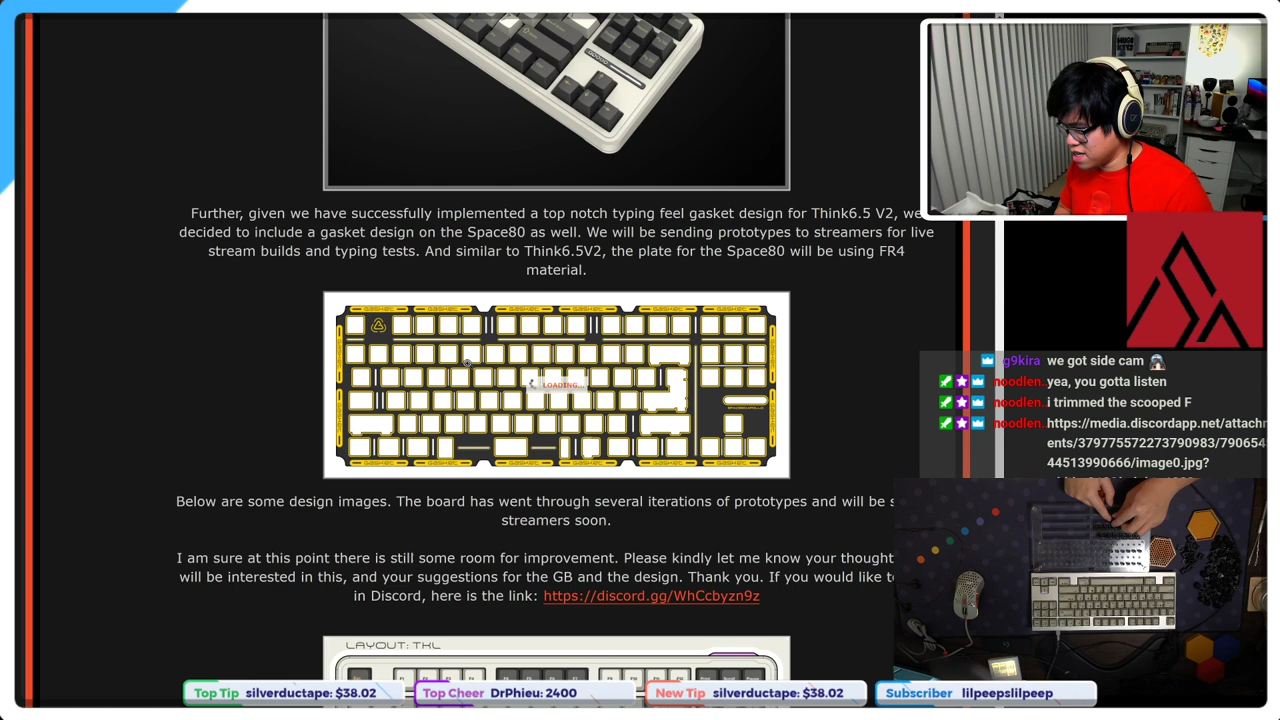 Further, given we have successfully implemented a top notch typing feel gasket design for Think6.5 V2, we
decided to include a gasket design on the Space80 as well. We will be sending prototypes to streamers for live
stream builds and typing tests. And similar to Think6.5V2, the plate for the Space80 will be using FR4
material.
LOADING...
Below are some design images. The board has went through several iterations of prototypes and will be s
streamers soon.
I am sure at this point there is still some room for improvement. Please kindly let me know your thought
will be interested in this, and your suggestions for the GB and the design. Thank you. If you would like to
in Discord, here is the link: https://discord.gg/WhCcbyzn9z
LAYOUT: TKL
g9kira we got side cam
noodlen.. yea, you gotta listen
noodlen.. i trimmed the scooped F
noodlen.. https://media.discordapp.net/attachm
ents/379775572273790983/790654
44513990666/image0.jpg?
Top Tip silverductape: $38.02
Top Cheer DrPhieu: 2400
New Tip silverductape: $38.02
Subscriber lilpeepslilpeep